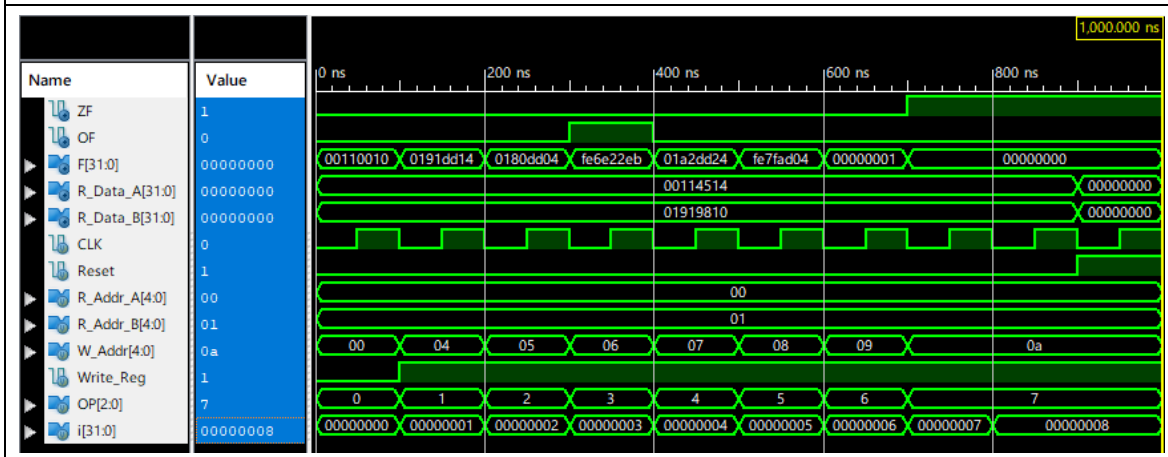 1,000.000 ns
Name Value 0 ns 200 ns 400 ns 600 ns 800 ns
ZF 1
OF 0
F[31:0] 00000000 00110010 0191dd14 0180dd04 fe6e22eb 01a2dd24 fe7fad04 00000001 00000000
R_Data_A[31:0] 00000000 00114514 00000000
R_Data_B[31:0] 00000000 01919810 00000000
CLK 0
Reset 1
R_Addr_A[4:0] 00 00
R_Addr_B[4:0] 01 01
W_Addr[4:0] 0a 00 04 05 06 07 08 09 0a
Write_Reg 1
OP[2:0] 7 0 1 2 3 4 5 6 7
i[31:0] 00000008 00000000 00000001 00000002 00000003 00000004 00000005 00000006 00000007 00000008